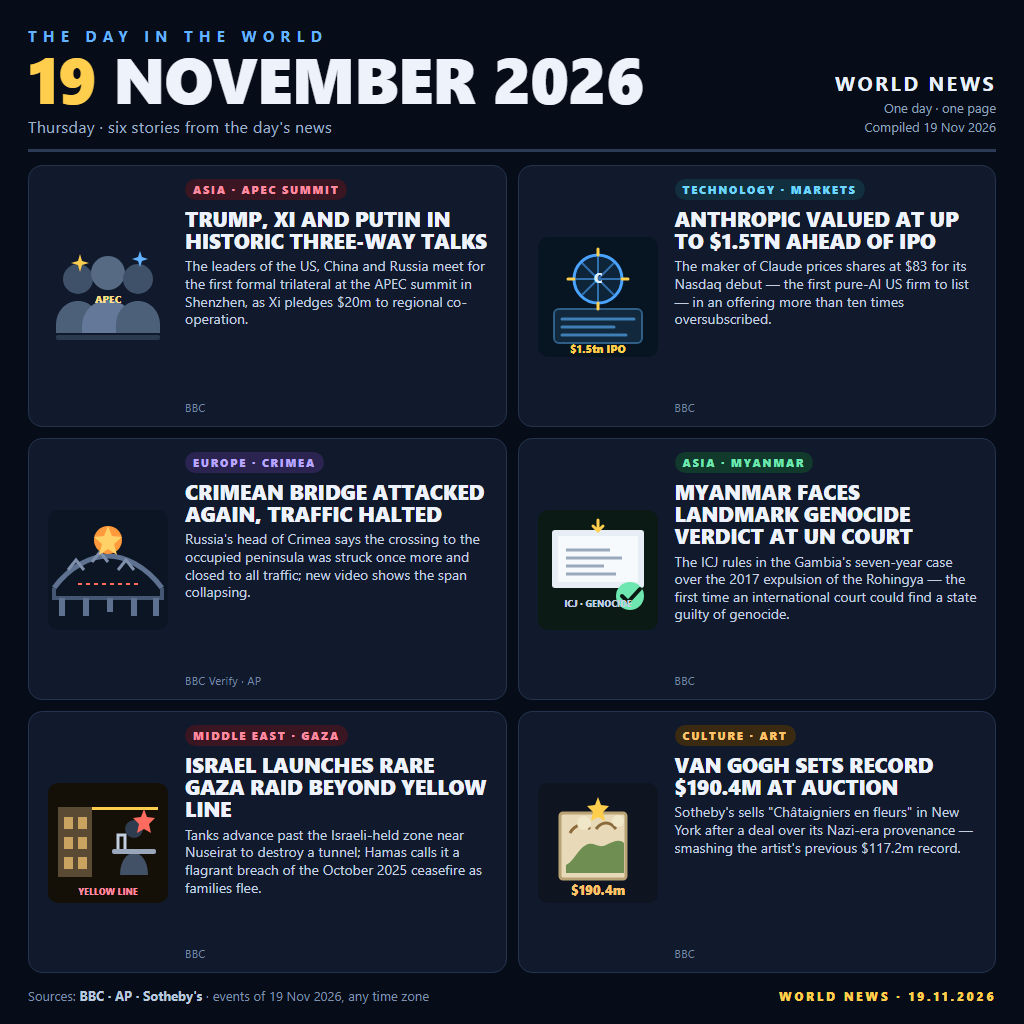 THE DAY IN THE WORLD
19 NOVEMBER 2026
Thursday · six stories from the day's news
WORLD NEWS
One day · one page
Compiled 19 Nov 2026
ASIA · APEC SUMMIT
TRUMP, XI AND PUTIN IN
HISTORIC THREE-WAY TALKS
The leaders of the US, China and Russia meet for
the first formal trilateral at the APEC summit in
Shenzhen, as Xi pledges $20m to regional co-
operation.
APEC
BBC
TECHNOLOGY · MARKETS
ANTHROPIC VALUED AT UP
TO $1.5TN AHEAD OF IPO
The maker of Claude prices shares at $83 for its
Nasdaq debut — the first pure-AI US firm to list
— in an offering more than ten times
oversubscribed.
C
$1.5tn IPO
BBC
EUROPE · CRIMEA
CRIMEAN BRIDGE ATTACKED
AGAIN, TRAFFIC HALTED
Russia's head of Crimea says the crossing to the
occupied peninsula was struck once more and
closed to all traffic; new video shows the span
collapsing.
BBC Verify · AP
ASIA · MYANMAR
MYANMAR FACES
LANDMARK GENOCIDE
VERDICT AT UN COURT
The ICJ rules in the Gambia's seven-year case
over the 2017 expulsion of the Rohingya — the
first time an international court could find a state
guilty of genocide.
ICJ · GENOCIDE
BBC
MIDDLE EAST · GAZA
ISRAEL LAUNCHES RARE
GAZA RAID BEYOND YELLOW
LINE
Tanks advance past the Israeli-held zone near
Nuseirat to destroy a tunnel; Hamas calls it a
flagrant breach of the October 2025 ceasefire as
families flee.
YELLOW LINE
BBC
CULTURE · ART
VAN GOGH SETS RECORD
$190.4M AT AUCTION
Sotheby's sells "Châtaigniers en fleurs" in New
York after a deal over its Nazi-era provenance —
smashing the artist's previous $117.2m record.
$190.4m
BBC
Sources: BBC · AP · Sotheby's · events of 19 Nov 2026, any time zone
WORLD NEWS · 19.11.2026